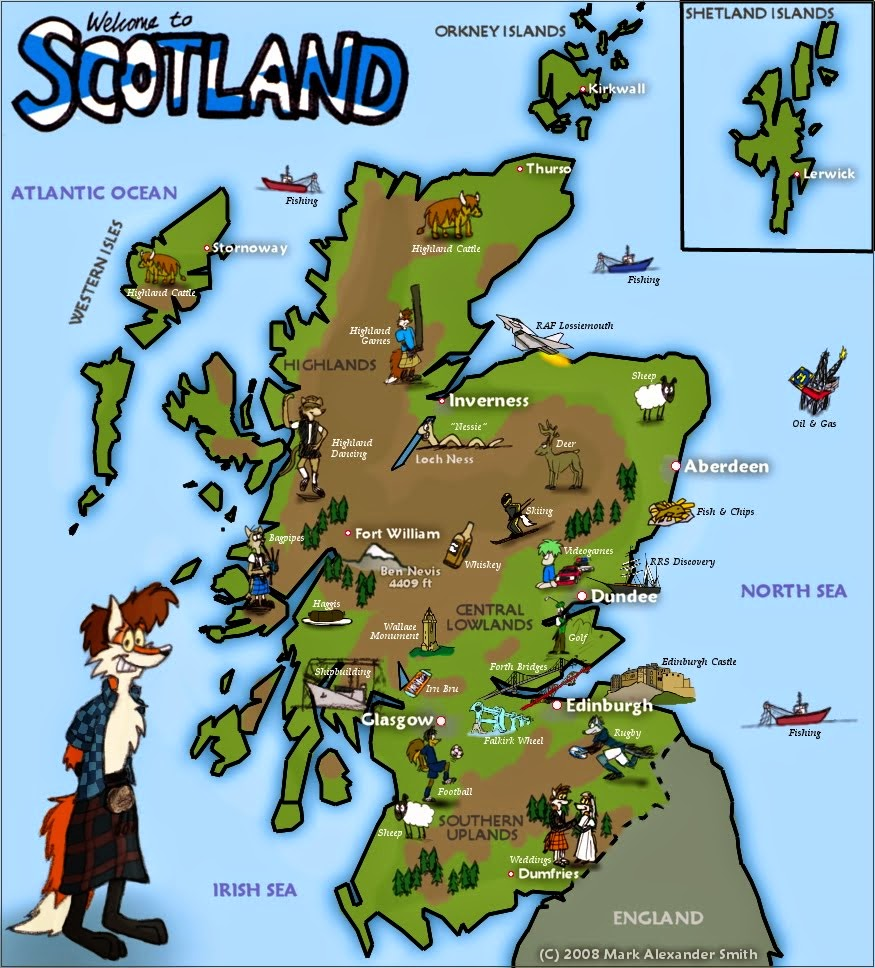 Welcome to
SCOTLAND
ORKNEY ISLANDS
SHETLAND ISLANDS
Kirkwall
Thurso
Lerwick
ATLANTIC OCEAN
Fishing
Stornoway
WESTERN ISLES
Highland Cattle
Highland Cattle
Fishing
RAF Lossiemouth
Highland
Games
HIGHLANDS
Sheep
Inverness
Oil & Gas
"Nessie"
Loch Ness
Highland
Dancing
Deer
Aberdeen
Skiing
Fish & Chips
Fort William
Bagpipes
Whiskey
Ben Nevis
4409 ft
Videogames
RRS Discovery
Dundee
NORTH SEA
Haggis
Wallace
Monument
CENTRAL
LOWLANDS
Golf
Shipbuilding
Irn Bru
Forth Bridges
Edinburgh Castle
Edinburgh
Glasgow
Falkirk Wheel
Rugby
Fishing
Football
Sheep
SOUTHERN
UPLANDS
Weddings
Dumfries
IRISH SEA
ENGLAND
(C) 2008 Mark Alexander Smith